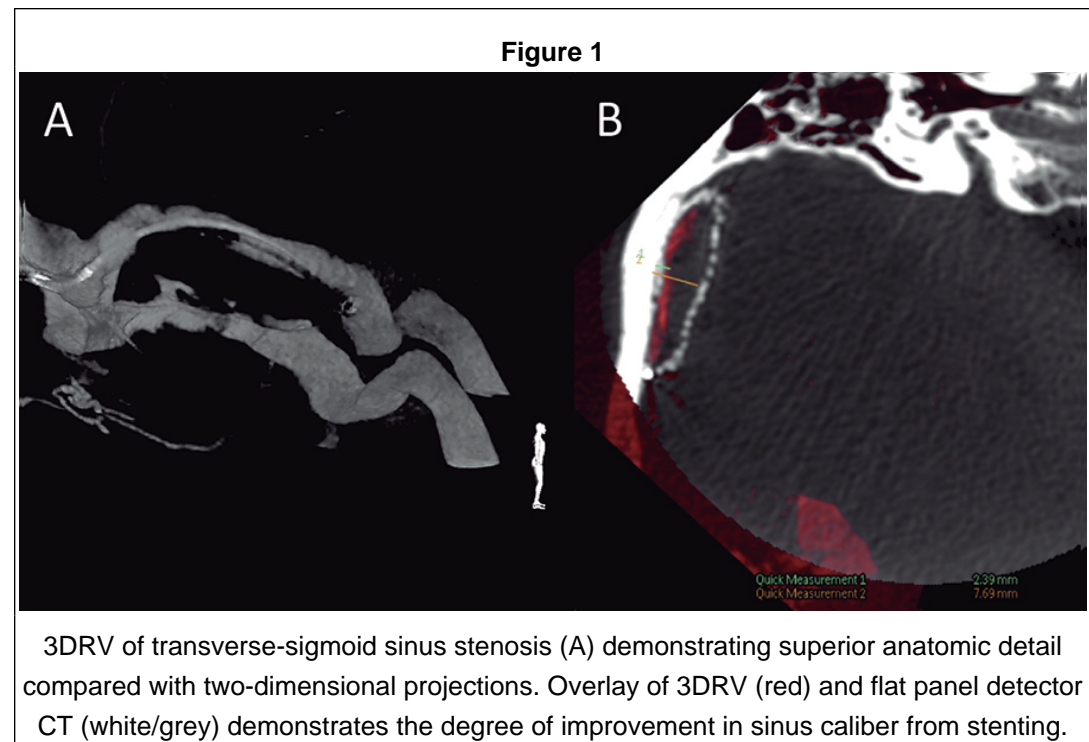 Figure 1
A
B
1
2
Quick Measurement 1 2.39 mm
Quick Measurement 2 7.69 mm
3DRV of transverse-sigmoid sinus stenosis (A) demonstrating superior anatomic detail
compared with two-dimensional projections. Overlay of 3DRV (red) and flat panel detector
CT (white/grey) demonstrates the degree of improvement in sinus caliber from stenting.